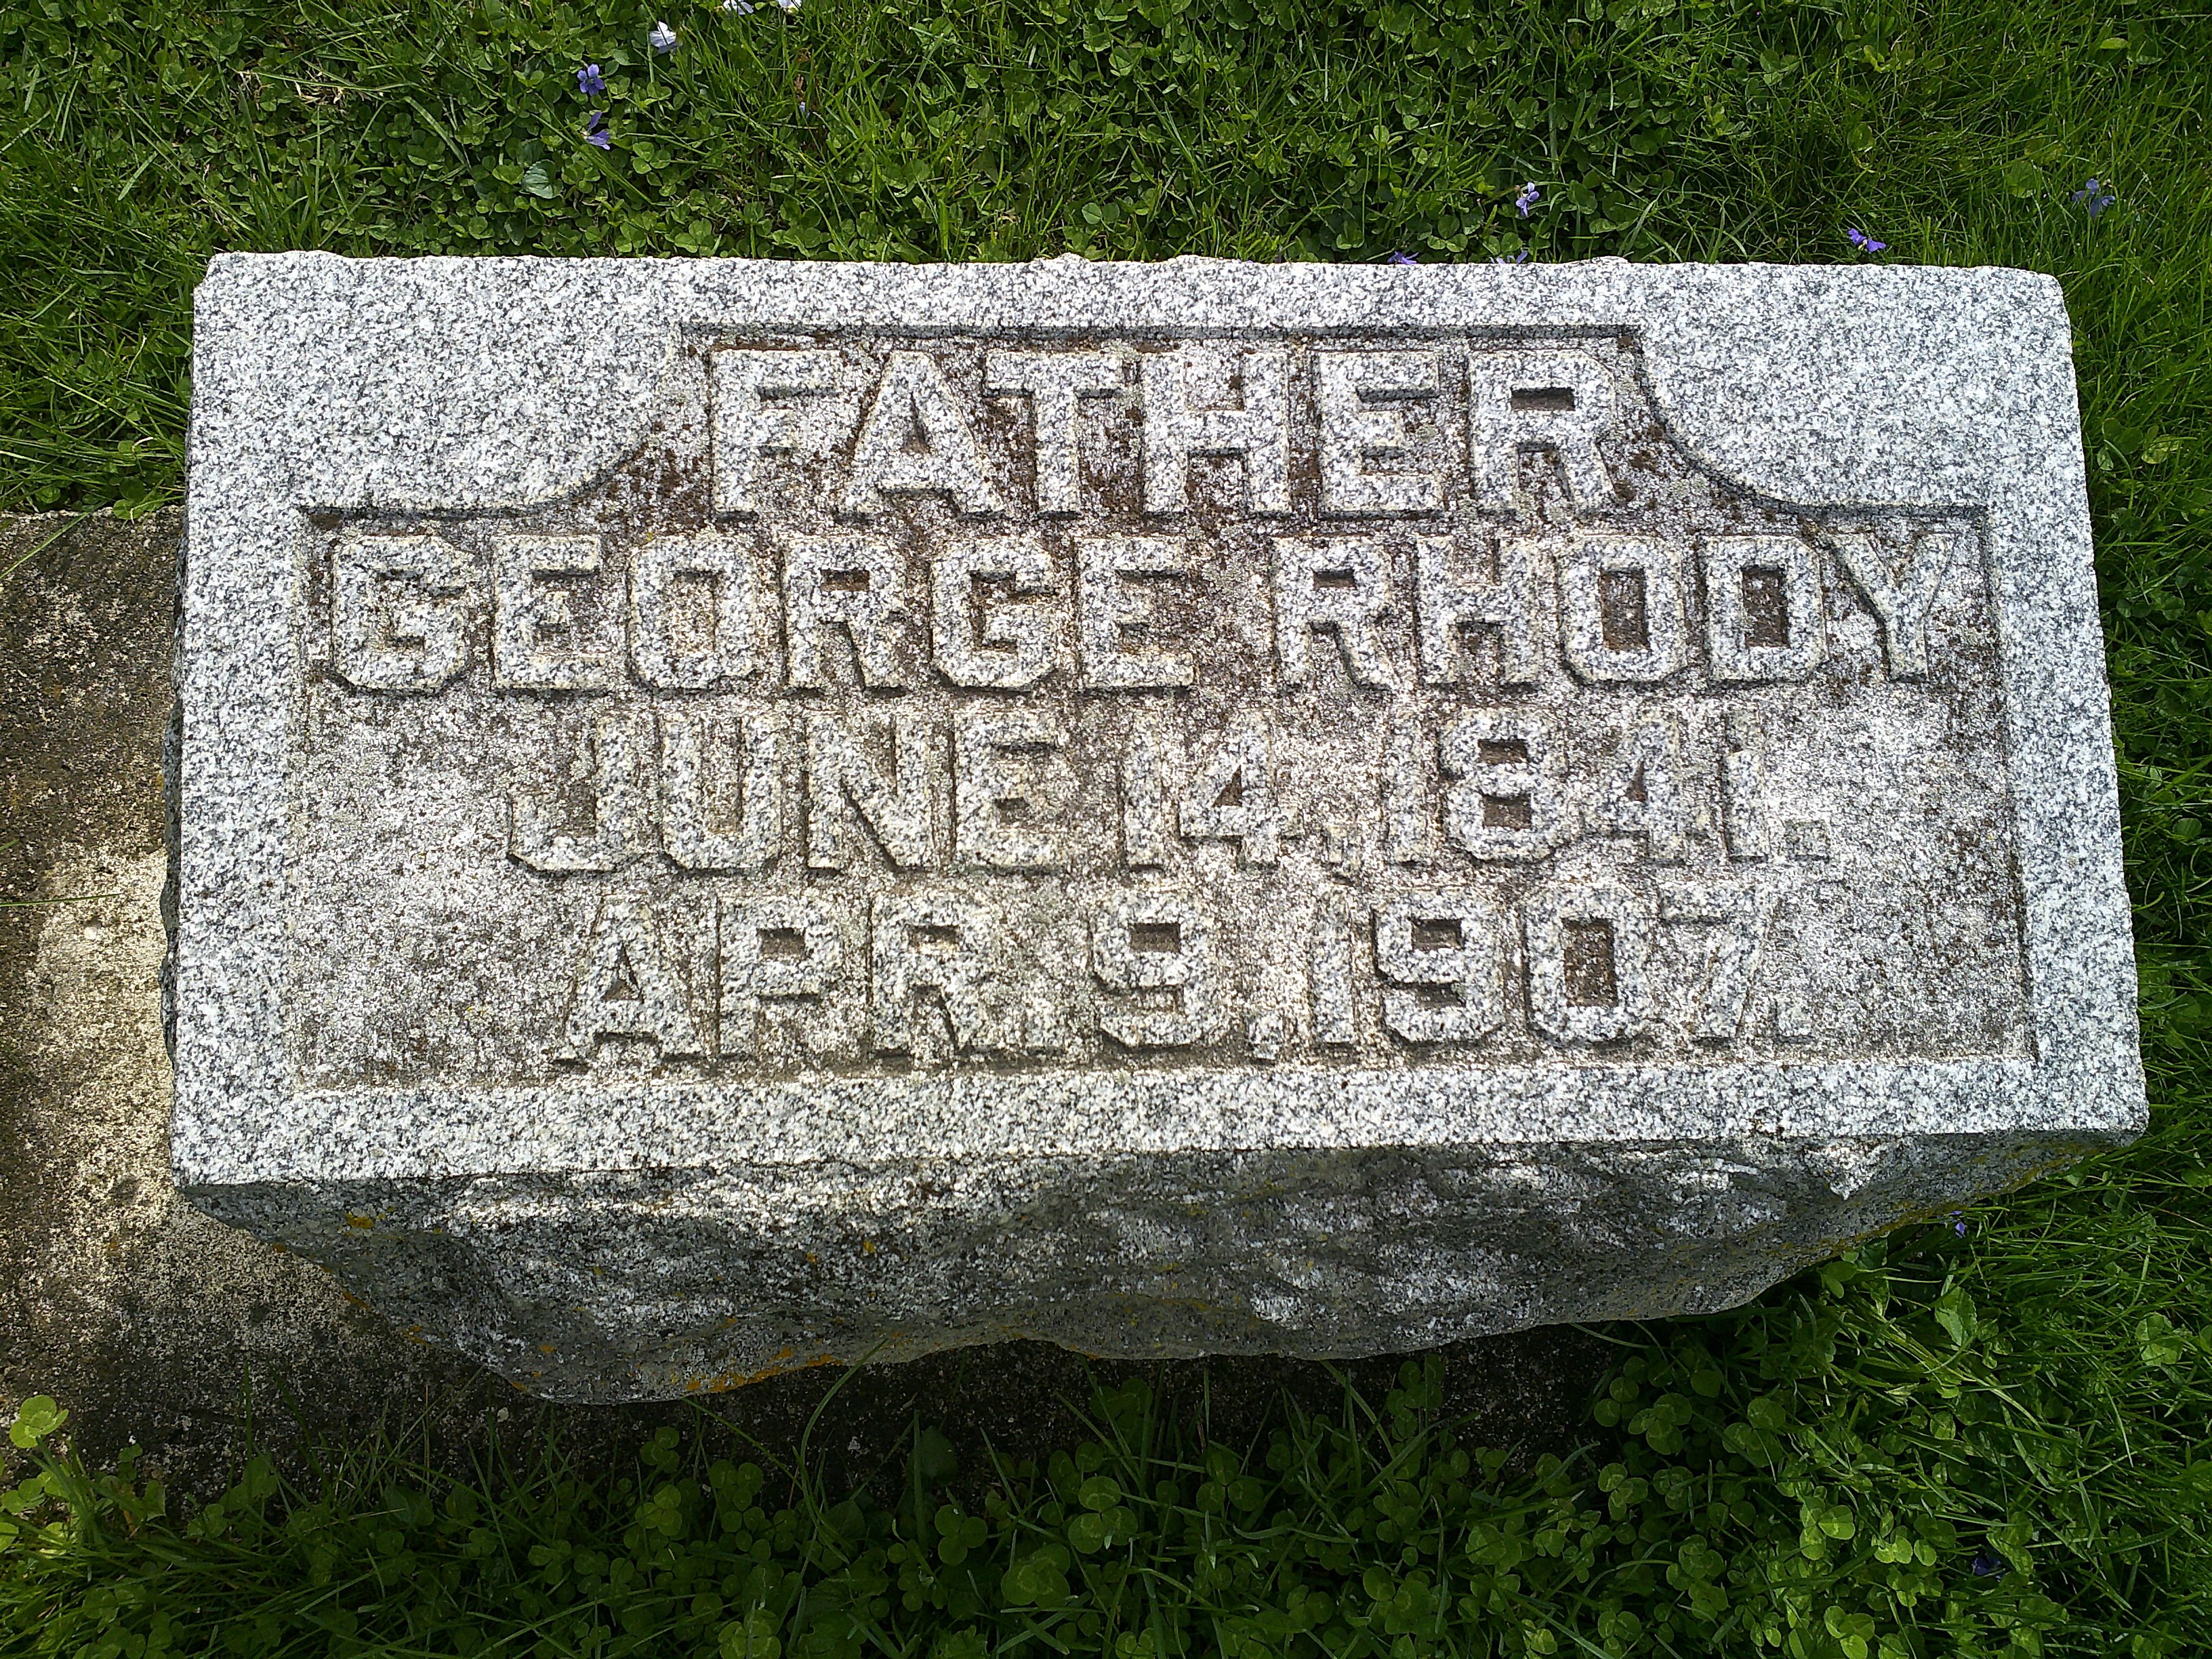 FATHER
GEORGE RHODY
JUNE 14, 1841.
APR. 9, 1907.